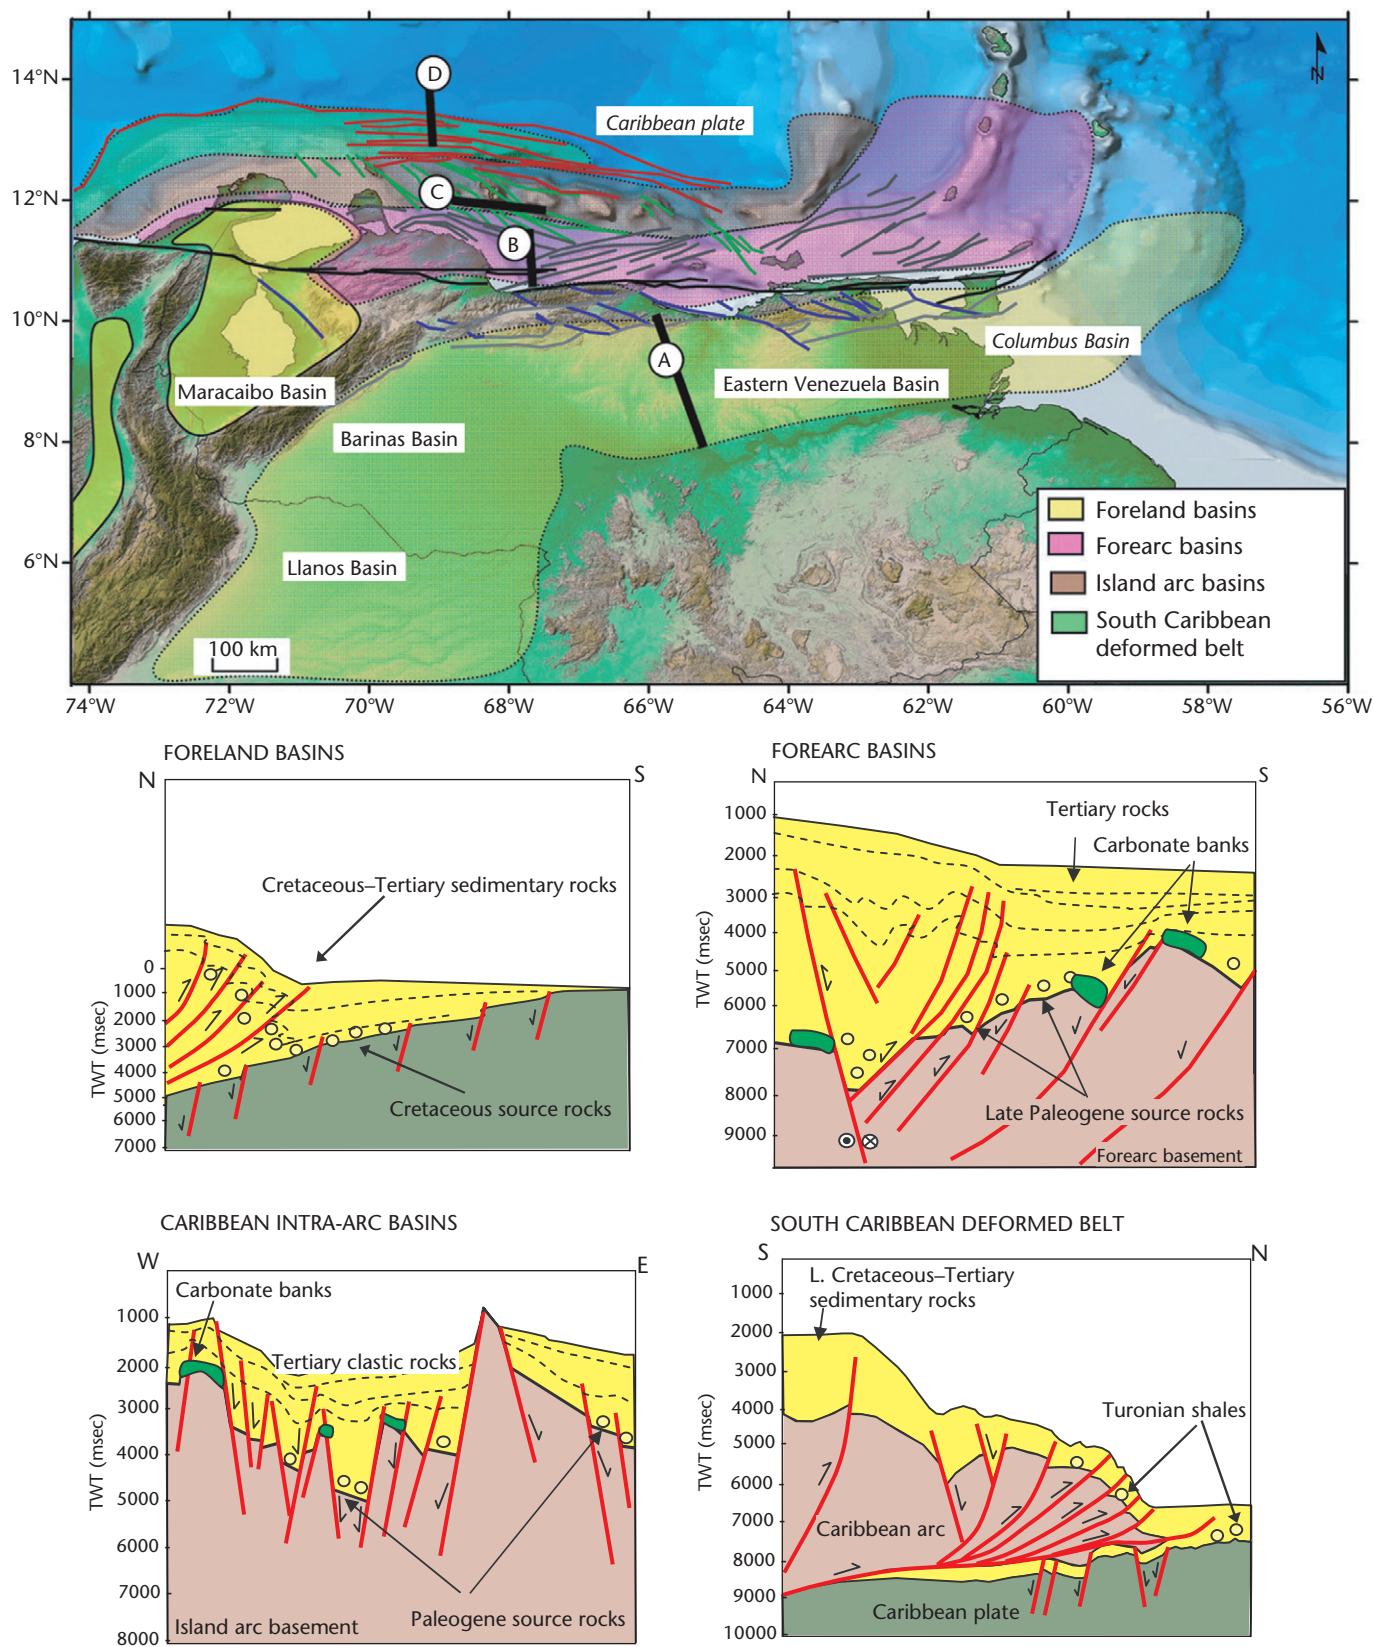 14°N
12°N
10°N
8°N
6°N
D
Caribbean plate
N
C
B
A
Columbus Basin
Maracaibo Basin
Eastern Venezuela Basin
Barinas Basin
Llanos Basin
100 km
Foreland basins
Forearc basins
Island arc basins
South Caribbean
deformed belt
74°W
72°W
70°W
68°W
66°W
64°W
62°W
60°W
58°W
56°W
FORELAND BASINS
N
S
Cretaceous–Tertiary sedimentary rocks
TWT (msec)
0
1000
2000
3000
4000
5000
6000
7000
Cretaceous source rocks
FOREARC BASINS
N
S
Tertiary rocks
Carbonate banks
TWT (msec)
1000
2000
3000
4000
5000
6000
7000
8000
9000
Late Paleogene source rocks
Forearc basement
CARIBBEAN INTRA-ARC BASINS
W
E
Carbonate banks
Tertiary clastic rocks
TWT (msec)
1000
2000
3000
4000
5000
6000
7000
8000
Paleogene source rocks
Island arc basement
SOUTH CARIBBEAN DEFORMED BELT
S
N
L. Cretaceous–Tertiary
sedimentary rocks
Turonian shales
TWT (msec)
1000
2000
3000
4000
5000
6000
7000
8000
9000
10000
Caribbean arc
Caribbean plate